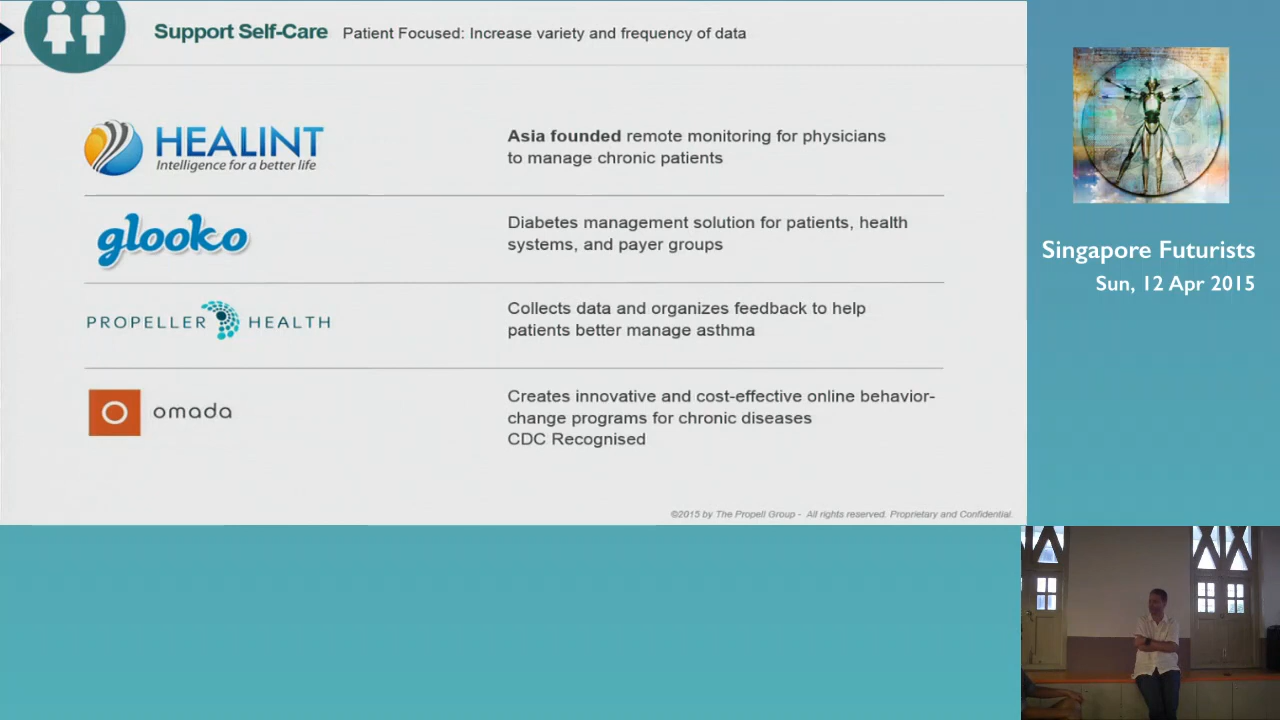 Support Self-Care Patient Focused: Increase variety and frequency of data
HEALINT
Intelligence for a better life
Asia founded remote monitoring for physicians
to manage chronic patients
glooko
Diabetes management solution for patients, health
systems, and payer groups
PROPELLER HEALTH
Collects data and organizes feedback to help
patients better manage asthma
omada
Creates innovative and cost-effective online behavior-
change programs for chronic diseases
CDC Recognised
©2015 by The Propell Group - All rights reserved. Proprietary and Confidential.
Singapore Futurists
Sun, 12 Apr 2015